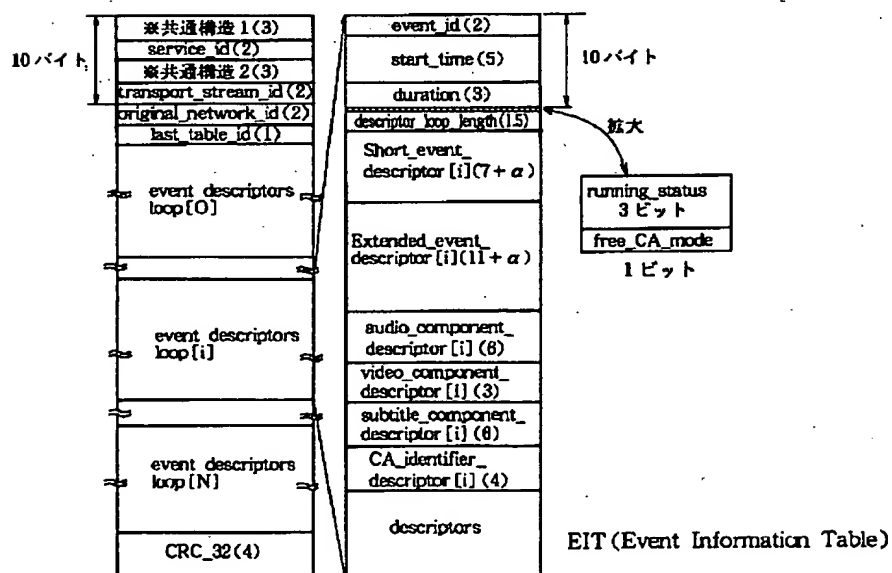 10バイト
※共通構造1(3)
service_id(2)
※共通構造2(3)
transport_stream_id(2)
original_network_id(2)
last_table_id(1)
event descriptors
loop[0]
event descriptors
loop[i]
event descriptors
loop[N]
CRC_32(4)
event_id(2)
start_time(5)
duration(3)
descriptor_loop_length(1.5)
Short_event_
descriptor[i](7+α)
Extended_event_
descriptor[i](11+α)
audio_component_
descriptor[i](6)
video_component_
descriptor[i](3)
subtitle_component_
descriptor[i](6)
CA_identifier_
descriptor[i](4)
descriptors
10バイト
拡大
running_status
3ビット
free_CA_mode
1ビット
EIT(Event Information Table)